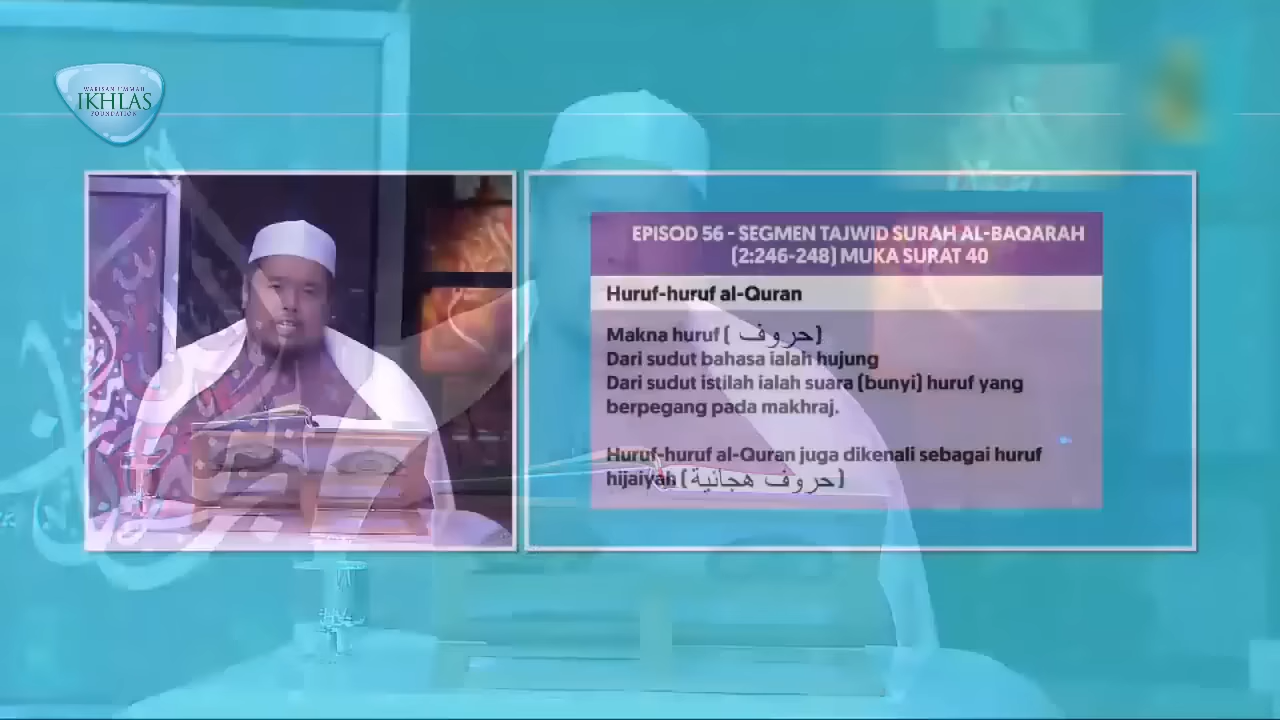 WARISAN UMMAH
IKHLAS
FOUNDATION
EPISOD 56 - SEGMEN TAJWID SURAH AL-BAQARAH
(2:246-248) MUKA SURAT 40
Huruf-huruf al-Quran
Makna huruf ( حروف)
Dari sudut bahasa ialah hujung
Dari sudut istilah ialah suara (bunyi) huruf yang
berpegang pada makhraj.
Huruf-huruf al-Quran juga dikenali sebagai huruf
hijaiyah (حروف هجائية)